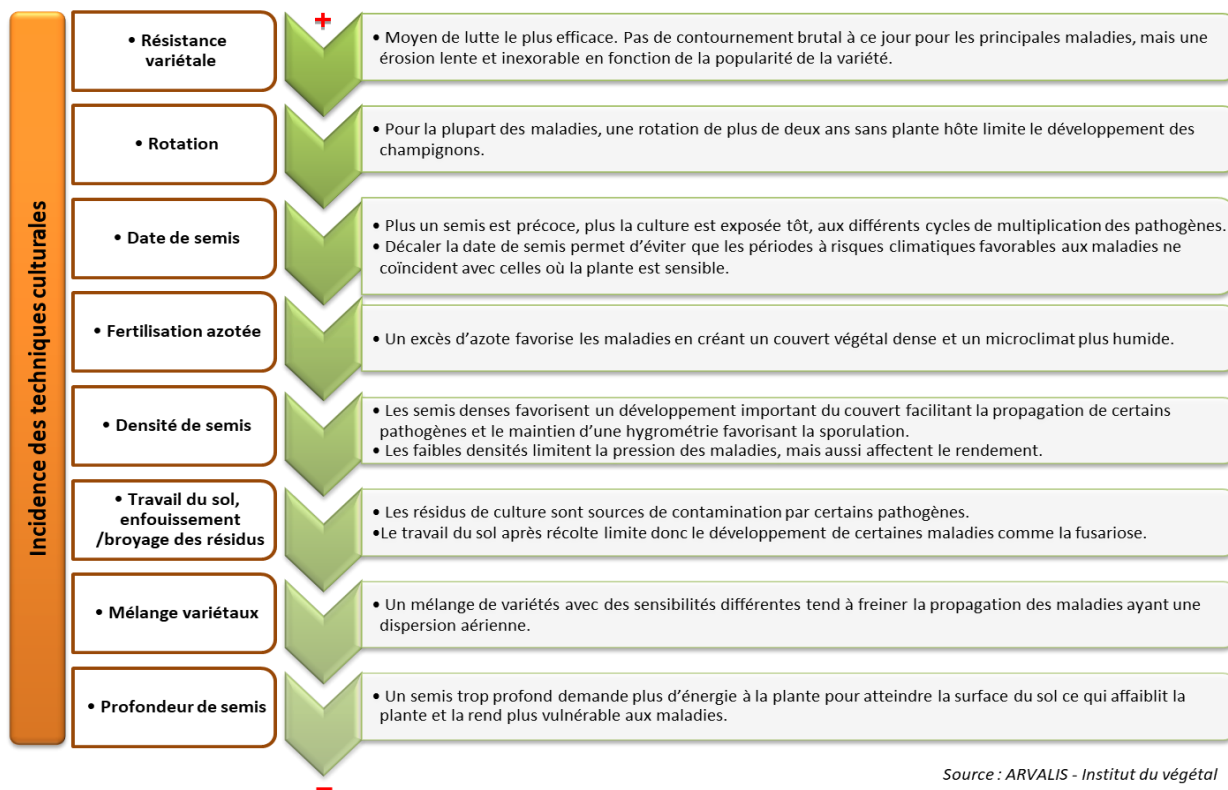 Incidence des techniques culturales
+
• Résistance
variétale
• Moyen de lutte le plus efficace. Pas de contournement brutal à ce jour pour les principales maladies, mais une
érosion lente et inexorable en fonction de la popularité de la variété.
• Rotation
• Pour la plupart des maladies, une rotation de plus de deux ans sans plante hôte limite le développement des
champignons.
• Date de semis
• Plus un semis est précoce, plus la culture est exposée tôt, aux différents cycles de multiplication des pathogènes.
• Décaler la date de semis permet d’éviter que les périodes à risques climatiques favorables aux maladies ne
coïncident avec celles où la plante est sensible.
• Fertilisation azotée
• Un excès d’azote favorise les maladies en créant un couvert végétal dense et un microclimat plus humide.
• Densité de semis
• Les semis denses favorisent un développement important du couvert facilitant la propagation de certains
pathogènes et le maintien d’une hygrométrie favorisant la sporulation.
• Les faibles densités limitent la pression des maladies, mais aussi affectent le rendement.
• Travail du sol,
enfouissement
/broyage des résidus
• Les résidus de culture sont sources de contamination par certains pathogènes.
•Le travail du sol après récolte limite donc le développement de certaines maladies comme la fusariose.
• Mélange variétaux
• Un mélange de variétés avec des sensibilités différentes tend à freiner la propagation des maladies ayant une
dispersion aérienne.
• Profondeur de semis
• Un semis trop profond demande plus d’énergie à la plante pour atteindre la surface du sol ce qui affaiblit la
plante et la rend plus vulnérable aux maladies.
–
Source : ARVALIS - Institut du végétal